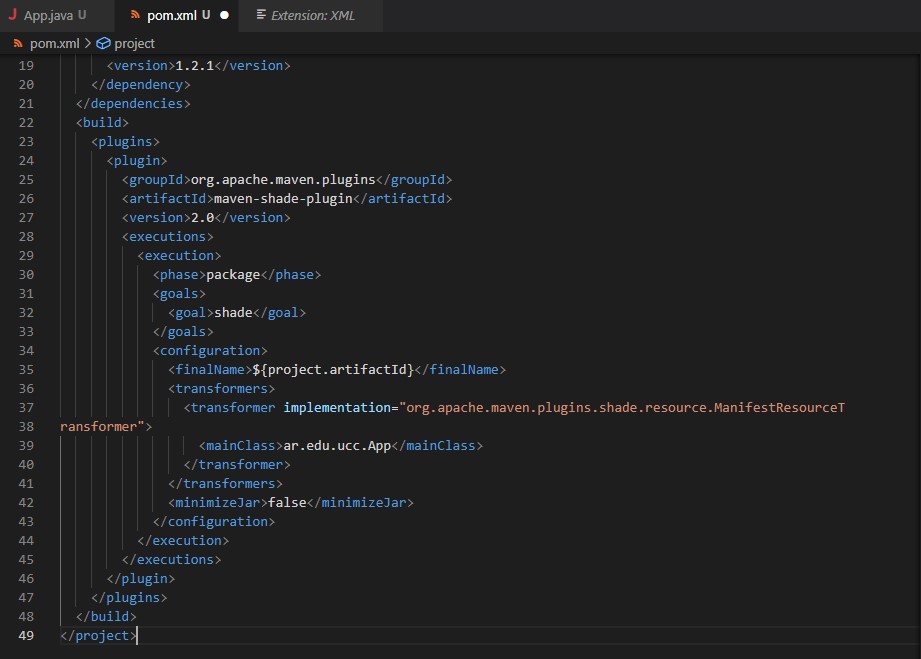 J App.java U
pom.xml U ●
Extension: XML
pom.xml > project
19 <version>1.2.1</version>
20 </dependency>
21 </dependencies>
22 <build>
23 <plugins>
24 <plugin>
25 <groupId>org.apache.maven.plugins</groupId>
26 <artifactId>maven-shade-plugin</artifactId>
27 <version>2.0</version>
28 <executions>
29 <execution>
30 <phase>package</phase>
31 <goals>
32 <goal>shade</goal>
33 </goals>
34 <configuration>
35 <finalName>${project.artifactId}</finalName>
36 <transformers>
37 <transformer implementation="org.apache.maven.plugins.shade.resource.ManifestResourceT
38 ransformer">
39 <mainClass>ar.edu.ucc.App</mainClass>
40 </transformer>
41 </transformers>
42 <minimizeJar>false</minimizeJar>
43 </configuration>
44 </execution>
45 </executions>
46 </plugin>
47 </plugins>
48 </build>
49 </project>